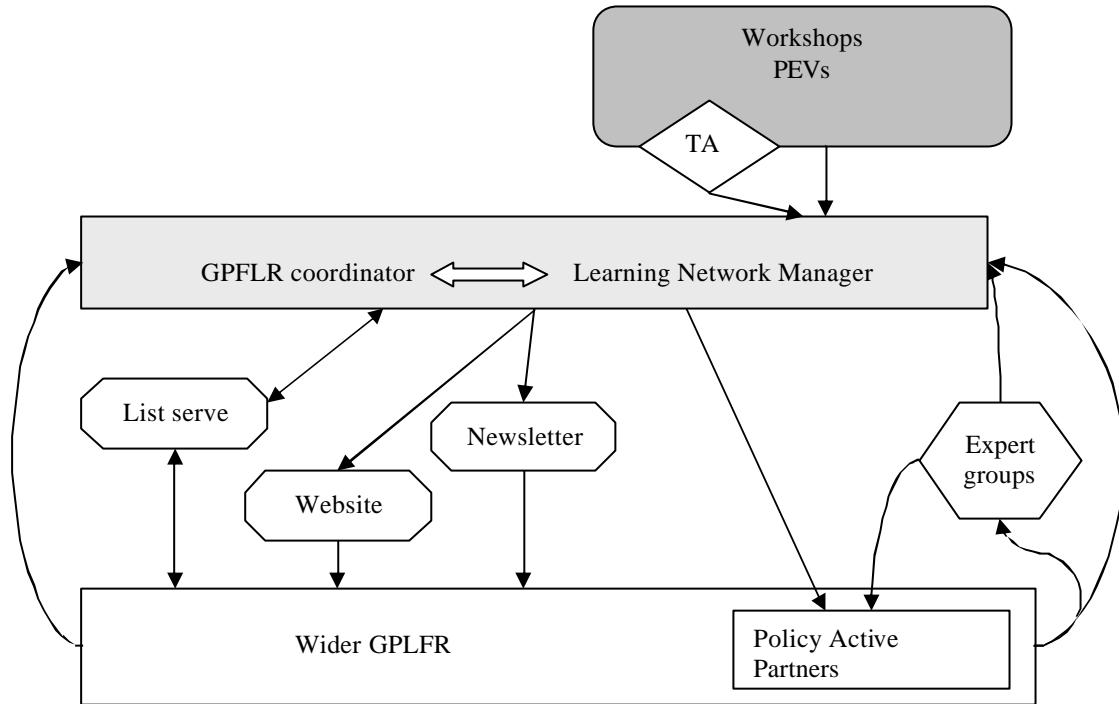 Workshops
PEVs
TA
GPFLR coordinator
Learning Network Manager
List serve
Newsletter
Website
Expert
groups
Wider GPLFR
Policy Active
Partners